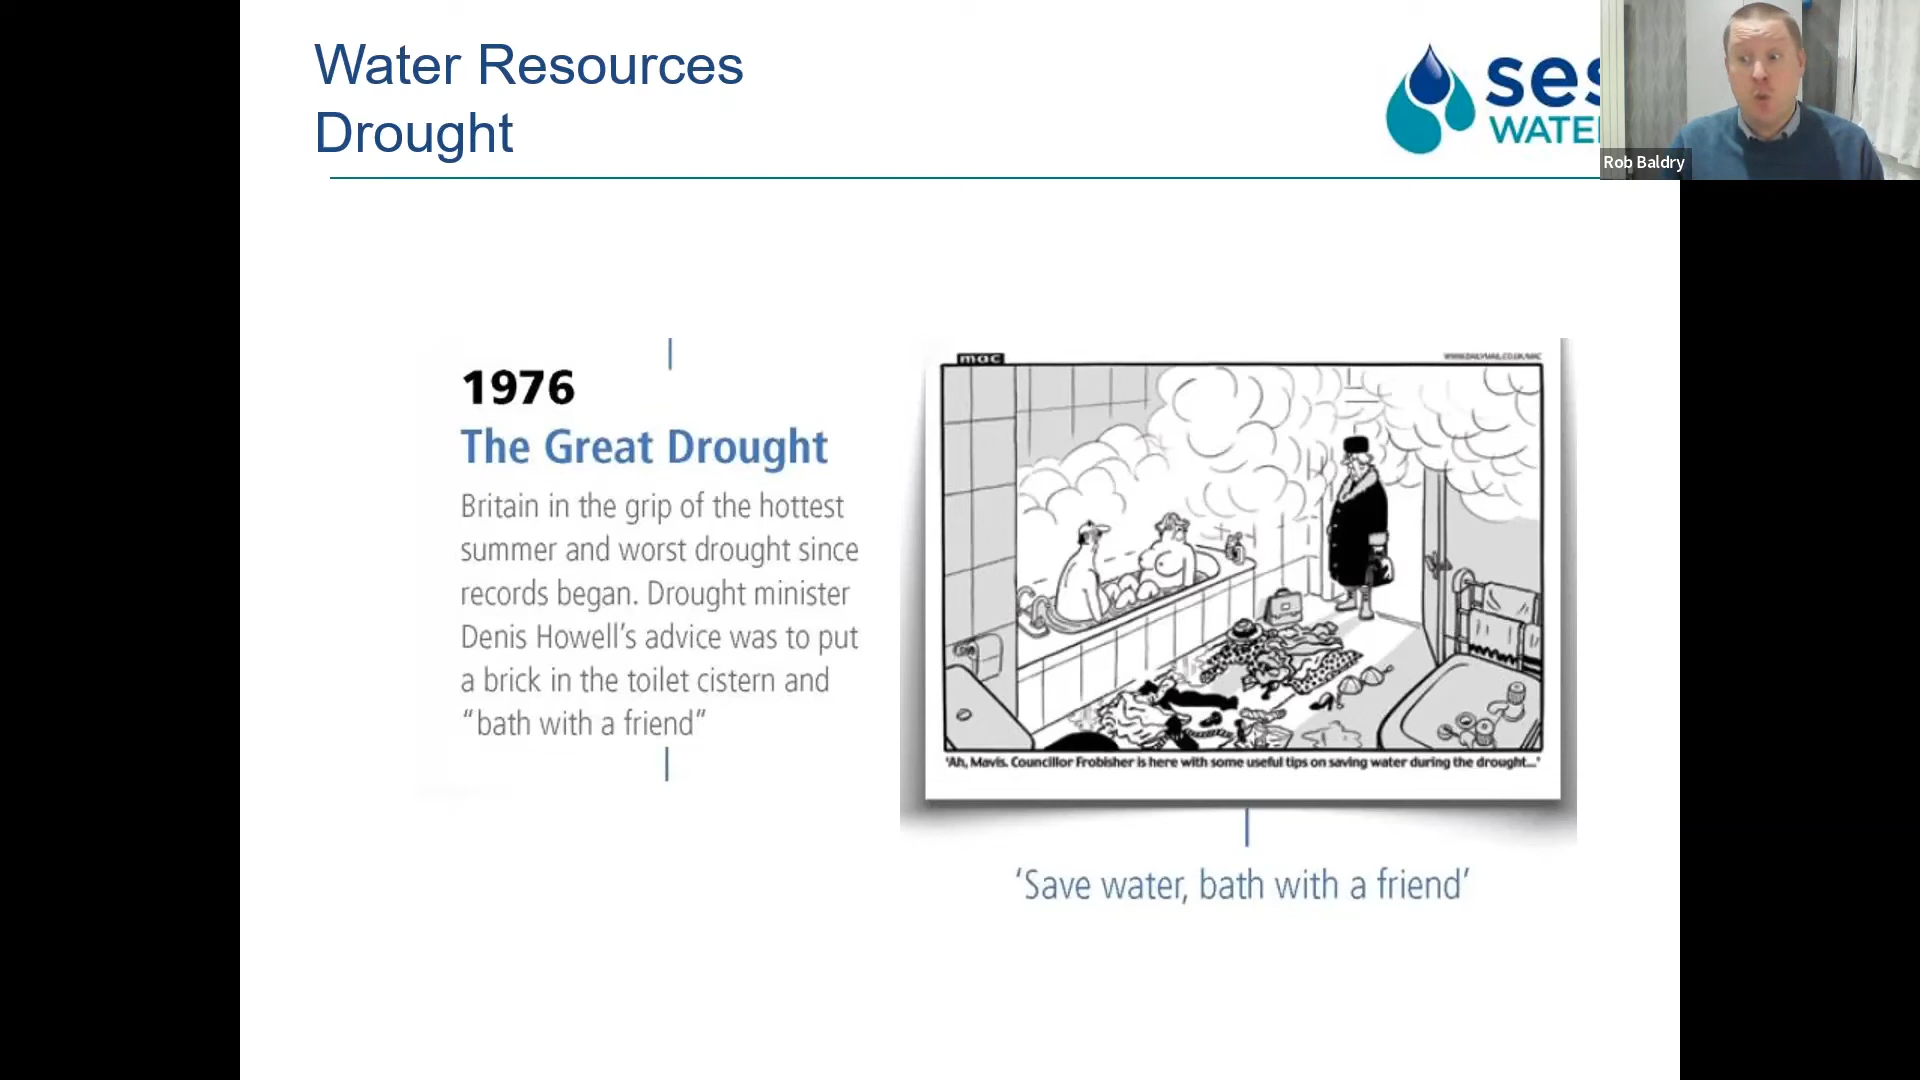 Water Resources
Drought
ses
WATER
Rob Baldry
1976
The Great Drought
Britain in the grip of the hottest
summer and worst drought since
records began. Drought minister
Denis Howell's advice was to put
a brick in the toilet cistern and
“bath with a friend”
mac
WWW.DAILYMAIL.CO.UK/MAC
'Ah, Mavis. Councillor Frobisher is here with some useful tips on saving water during the drought...'
‘Save water, bath with a friend’